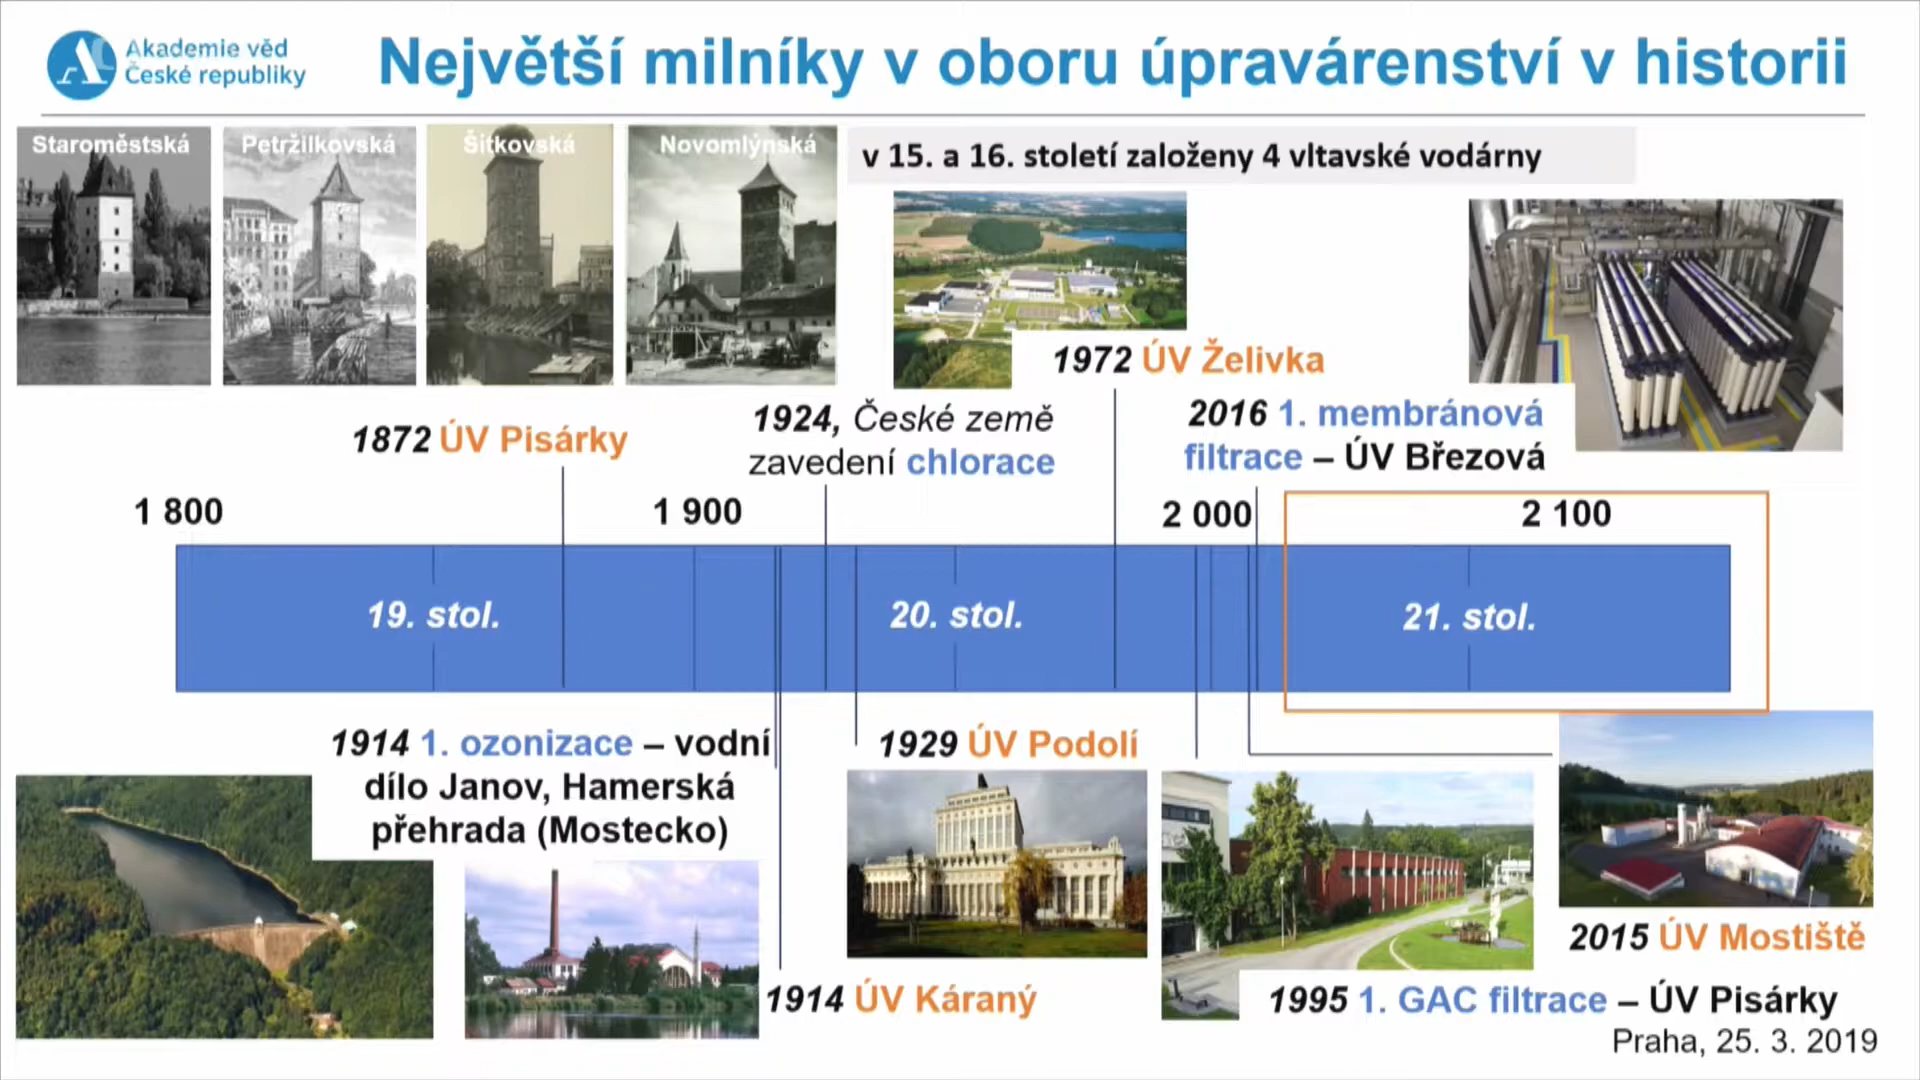 Akademie věd
České republiky
Největší milníky v oboru úpravárenství v historii
Staroměstská
Petržilkovská
Šítkovská
Novomlýnská
v 15. a 16. století založeny 4 vltavské vodárny
1972 ÚV Želivka
1872 ÚV Pisárky
1924, České země
zavedení chlorace
2016 1. membránová
filtrace – ÚV Březová
1 800
1 900
2 000
2 100
19. stol.
20. stol.
21. stol.
1914 1. ozonizace – vodní
dílo Janov, Hamerská
přehrada (Mostecko)
1929 ÚV Podolí
2015 ÚV Mostiště
1914 ÚV Káraný
1995 1. GAC filtrace – ÚV Pisárky
Praha, 25. 3. 2019